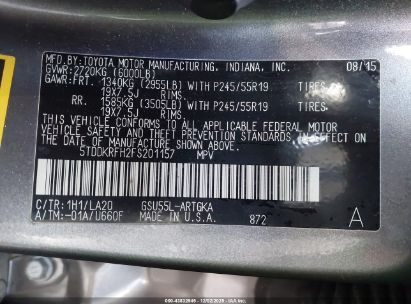 MFD BY: TOYOTA MOTOR MANUFACTURING, INDIANA, INC. 08/15
GVWR: 2720KG (6000LB)
GAWR: FRT. 1340KG (2955LB) WITH P245/55R19 TIRES
19X7.5J RIMS
RR. 1585KG (3505LB) WITH P245/55R19 TIRES
19X7.5J RIMS
THIS VEHICLE CONFORMS TO ALL APPLICABLE FEDERAL MOTOR
VEHICLE SAFETY AND THEFT PREVENTION STANDARDS IN EFFECT ON
THE DATE OF MANUFACTURE SHOWN ABOVE.
5TDDKRFH2FS201157 MPV
C/TR: 1H1/LA20 GSU55L-ARTGKA
A/TM: -01A/U660F MADE IN U.S.A. 872 A